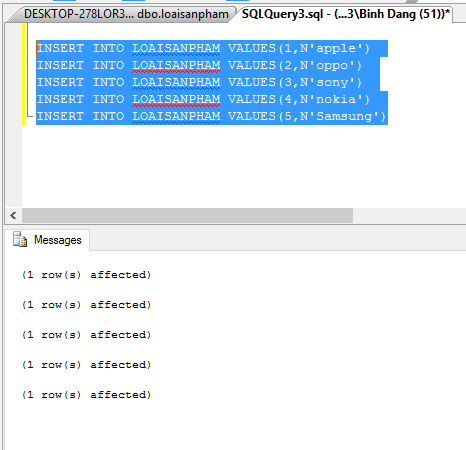 DESKTOP-278LOR3... dbo.loaisanpham SQLQuery3.sql - (...3\Binh Dang (51))*
INSERT INTO LOAISANPHAM VALUES(1,N'apple')
INSERT INTO LOAISANPHAM VALUES(2,N'oppo')
INSERT INTO LOAISANPHAM VALUES(3,N'sony')
INSERT INTO LOAISANPHAM VALUES(4,N'nokia')
INSERT INTO LOAISANPHAM VALUES(5,N'Samsung')
Messages
(1 row(s) affected)
(1 row(s) affected)
(1 row(s) affected)
(1 row(s) affected)
(1 row(s) affected)